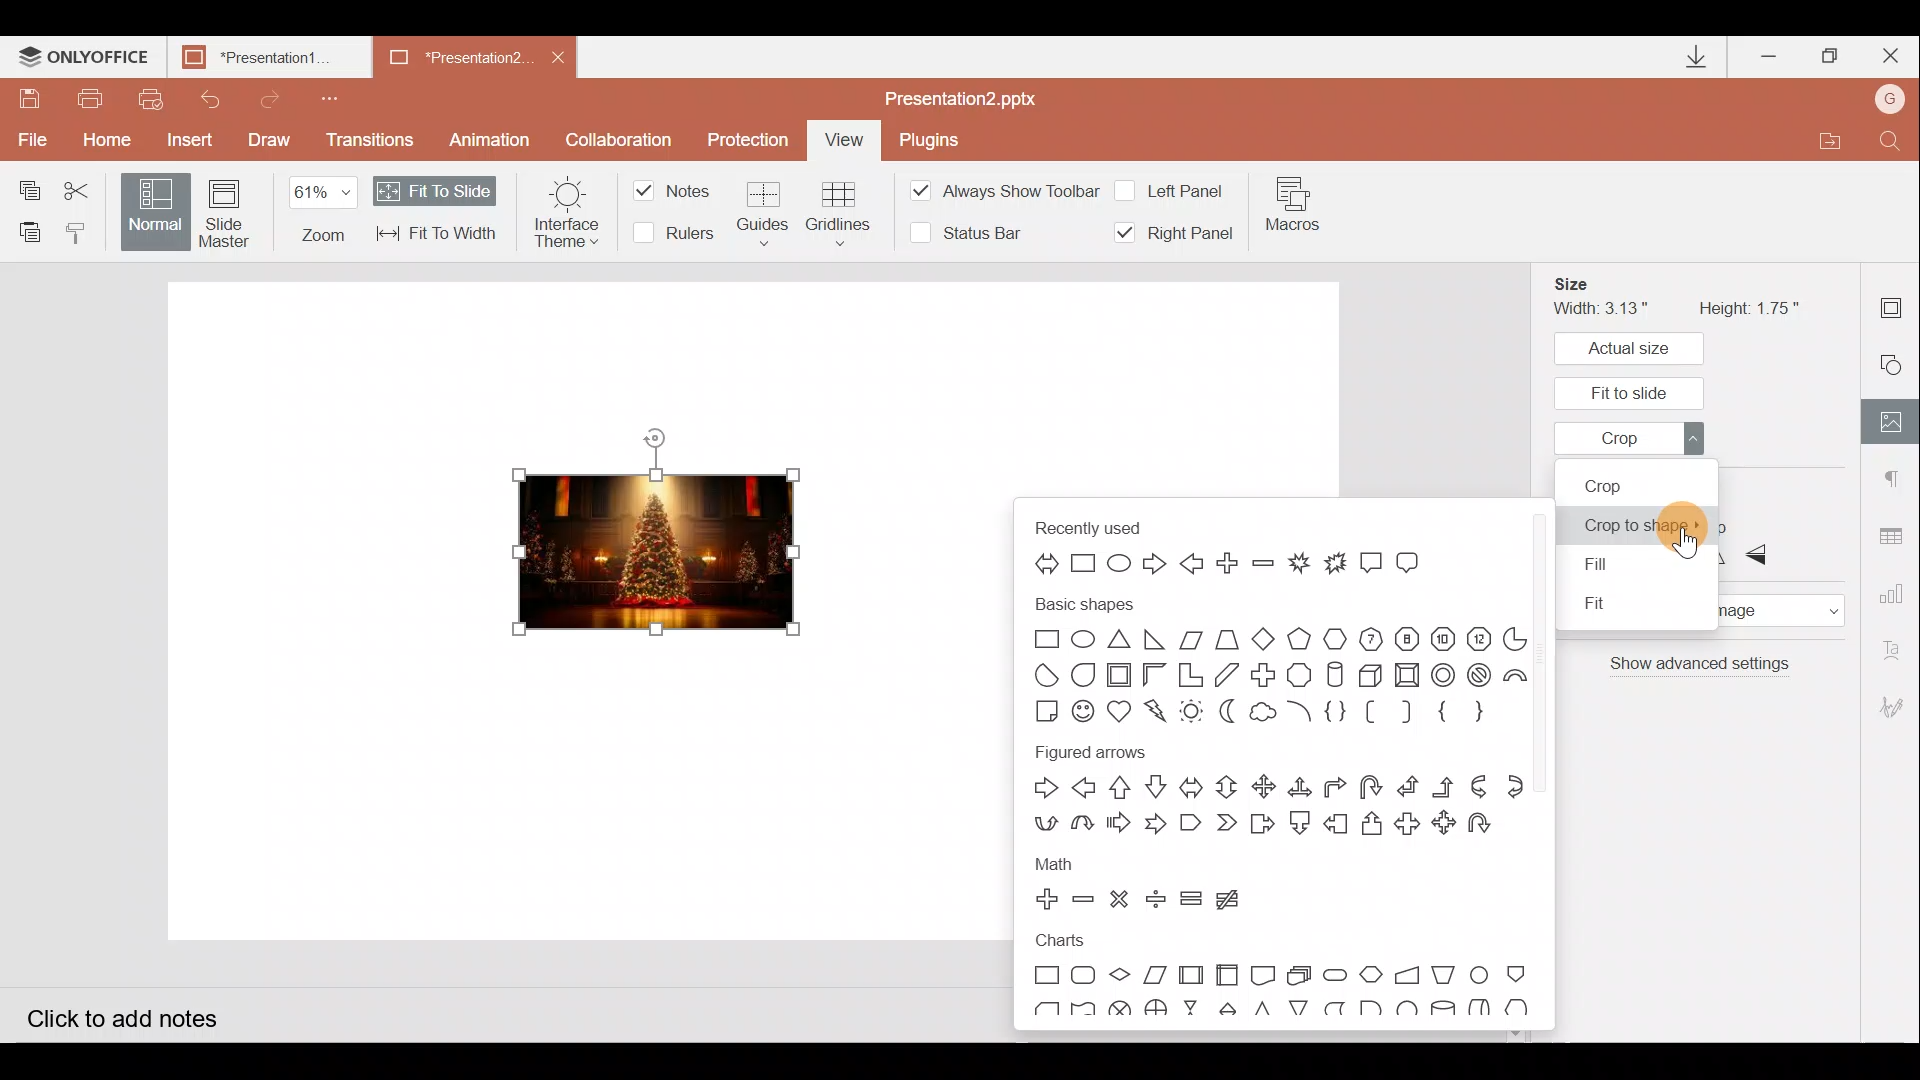 ONLYOFFICE *Presentation1... *Presentation2...
Presentation2.pptx G
File Home Insert Draw Transitions Animation Collaboration Protection View Plugins
Normal Slide Master 61% Zoom Fit To Slide Fit To Width Interface Theme Notes Rulers Guides Gridlines Always Show Toolbar Status Bar Left Panel Right Panel Macros
Size
Width: 3.13 " Height: 1.75 "
Actual size
Fit to slide
Crop
Crop
Crop to shape
Fill
Fit
Show advanced settings
Recently used
Basic shapes
7 8 10 12
Figured arrows
Math
Charts
Click to add notes